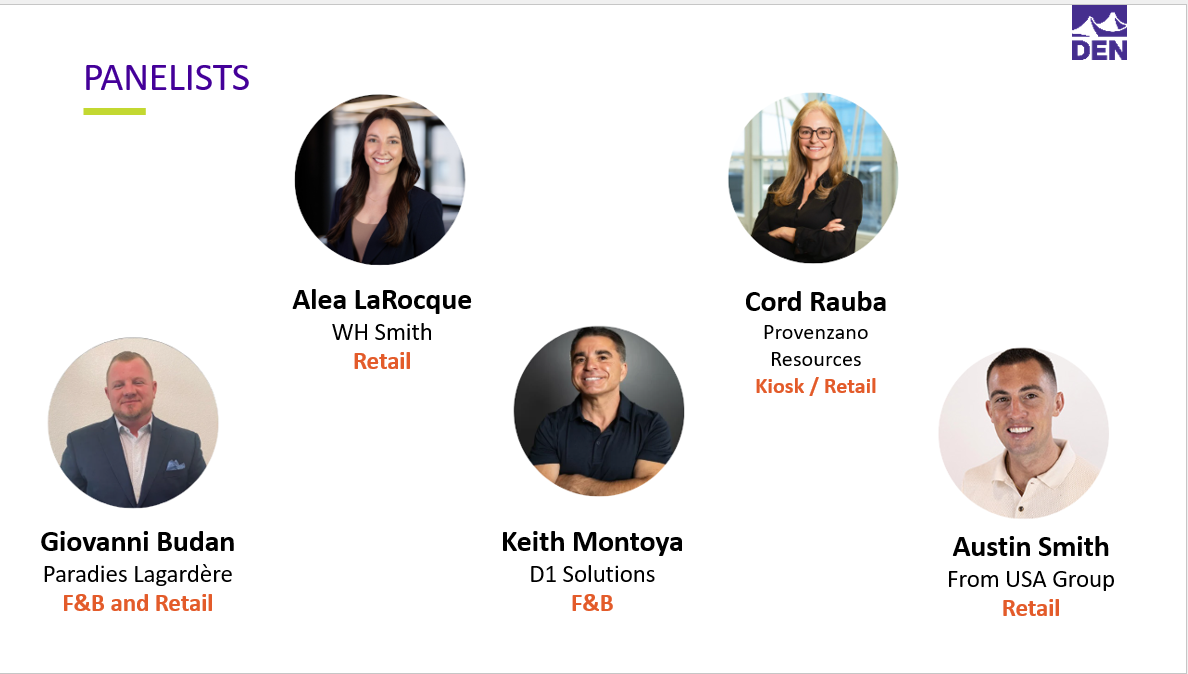 DEN
PANELISTS
Alea LaRocque
WH Smith
Retail
Cord Rauba
Provenzano
Resources
Kiosk / Retail
Giovanni Budan
Paradies Lagardère
F&B and Retail
Keith Montoya
D1 Solutions
F&B
Austin Smith
From USA Group
Retail